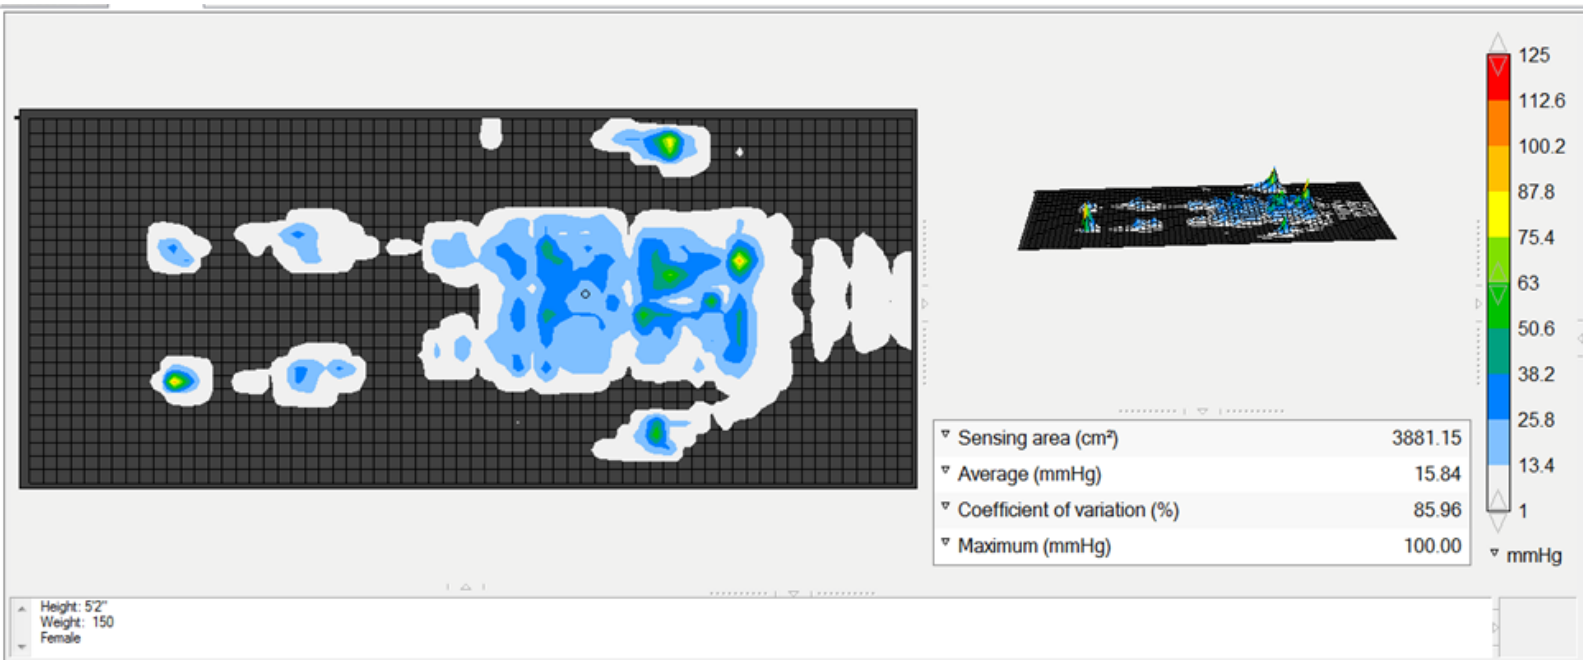 125
112.6
100.2
87.8
75.4
63
50.6
38.2
25.8
13.4
1
mmHg
Sensing area (cm²) 3881.15
Average (mmHg) 15.84
Coefficient of variation (%) 85.96
Maximum (mmHg) 100.00
Height: 5'2"
Weight: 150
Female